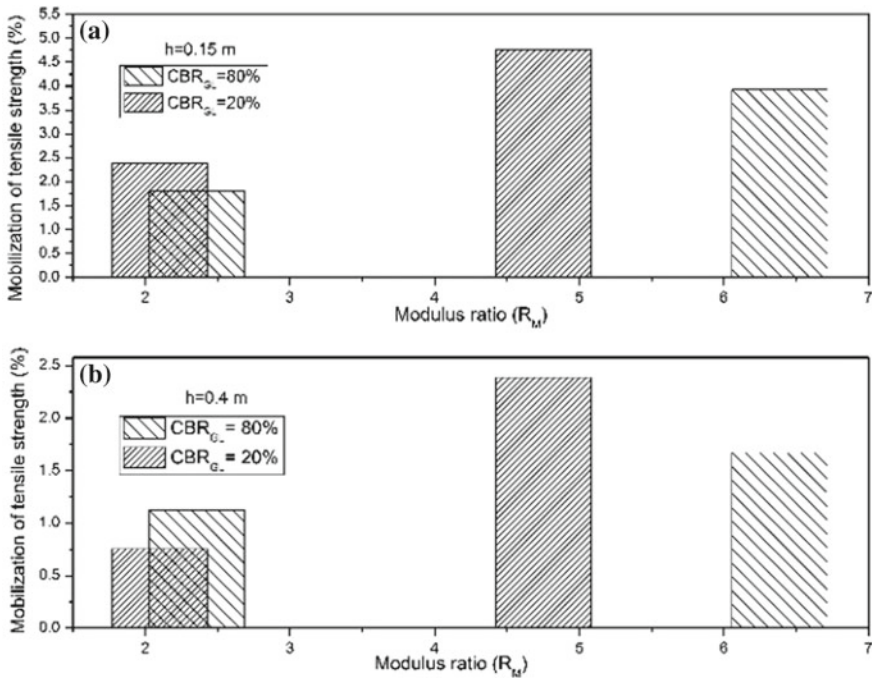 (a)
h=0.15 m
CBR_GL=80%
CBR_GL=20%
Mobilization of tensile strength (%)
5.5
5.0
4.5
4.0
3.5
3.0
2.5
2.0
1.5
1.0
0.5
0.0
2 3 4 5 6 7
Modulus ratio (R_M)
(b)
h=0.4 m
CBR_GL = 80%
CBR_GL = 20%
Mobilization of tensile strength (%)
2.5
2.0
1.5
1.0
0.5
0.0
2 3 4 5 6 7
Modulus ratio (R_M)